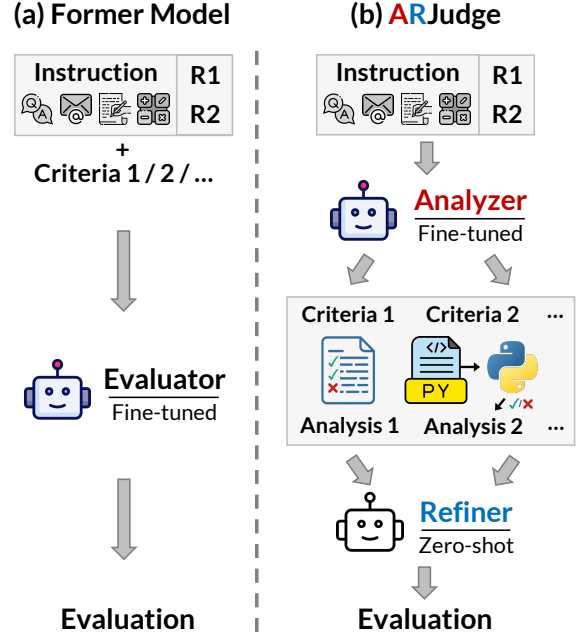 (a) Former Model
Instruction
R1
Q
A
@
R2
+
Criteria 1 / 2 / ...
Evaluator
Fine-tuned
Evaluation
(b) ARJudge
Instruction
R1
Q
A
@
R2
Analyzer
Fine-tuned
Criteria 1
Criteria 2
...
</>
PY
Analysis 1
Analysis 2
...
Refiner
Zero-shot
Evaluation